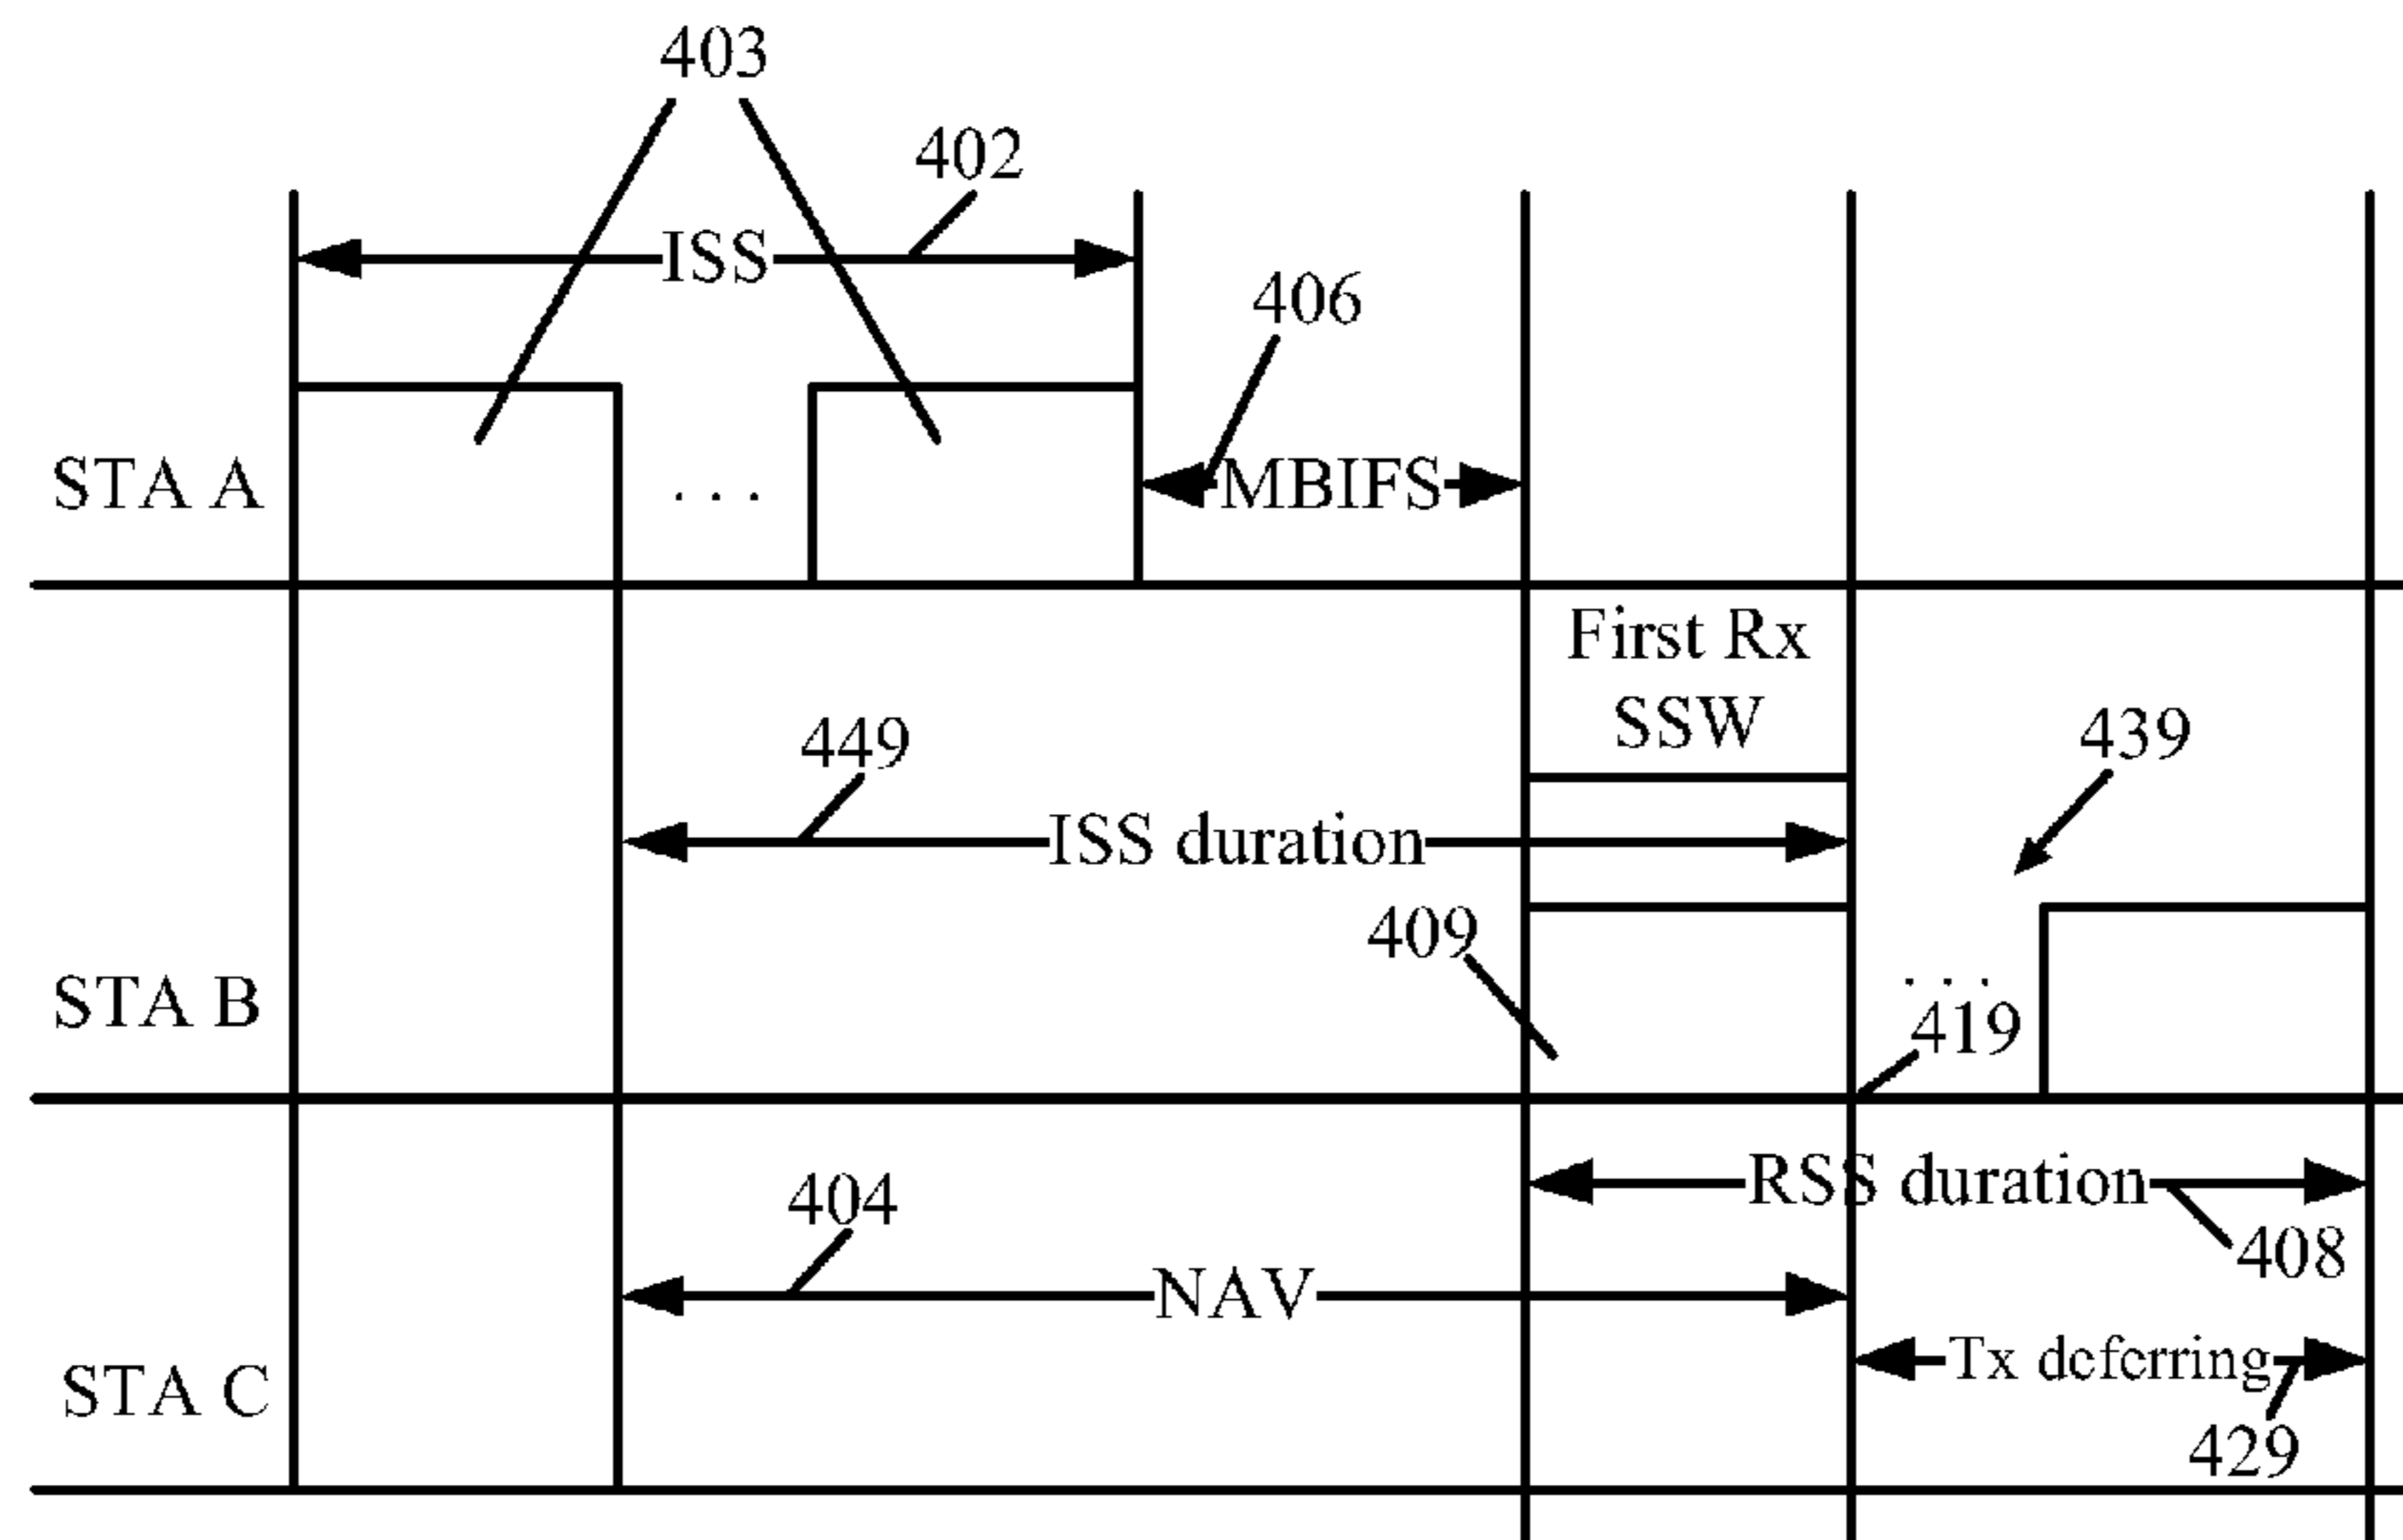 403
402
ISS
406
STA A
. . .
MBIFS
First Rx
SSW
449
439
ISS duration
409
STA B
. . .
419
RSS duration
404
408
NAV
Tx deferring
STA C
429